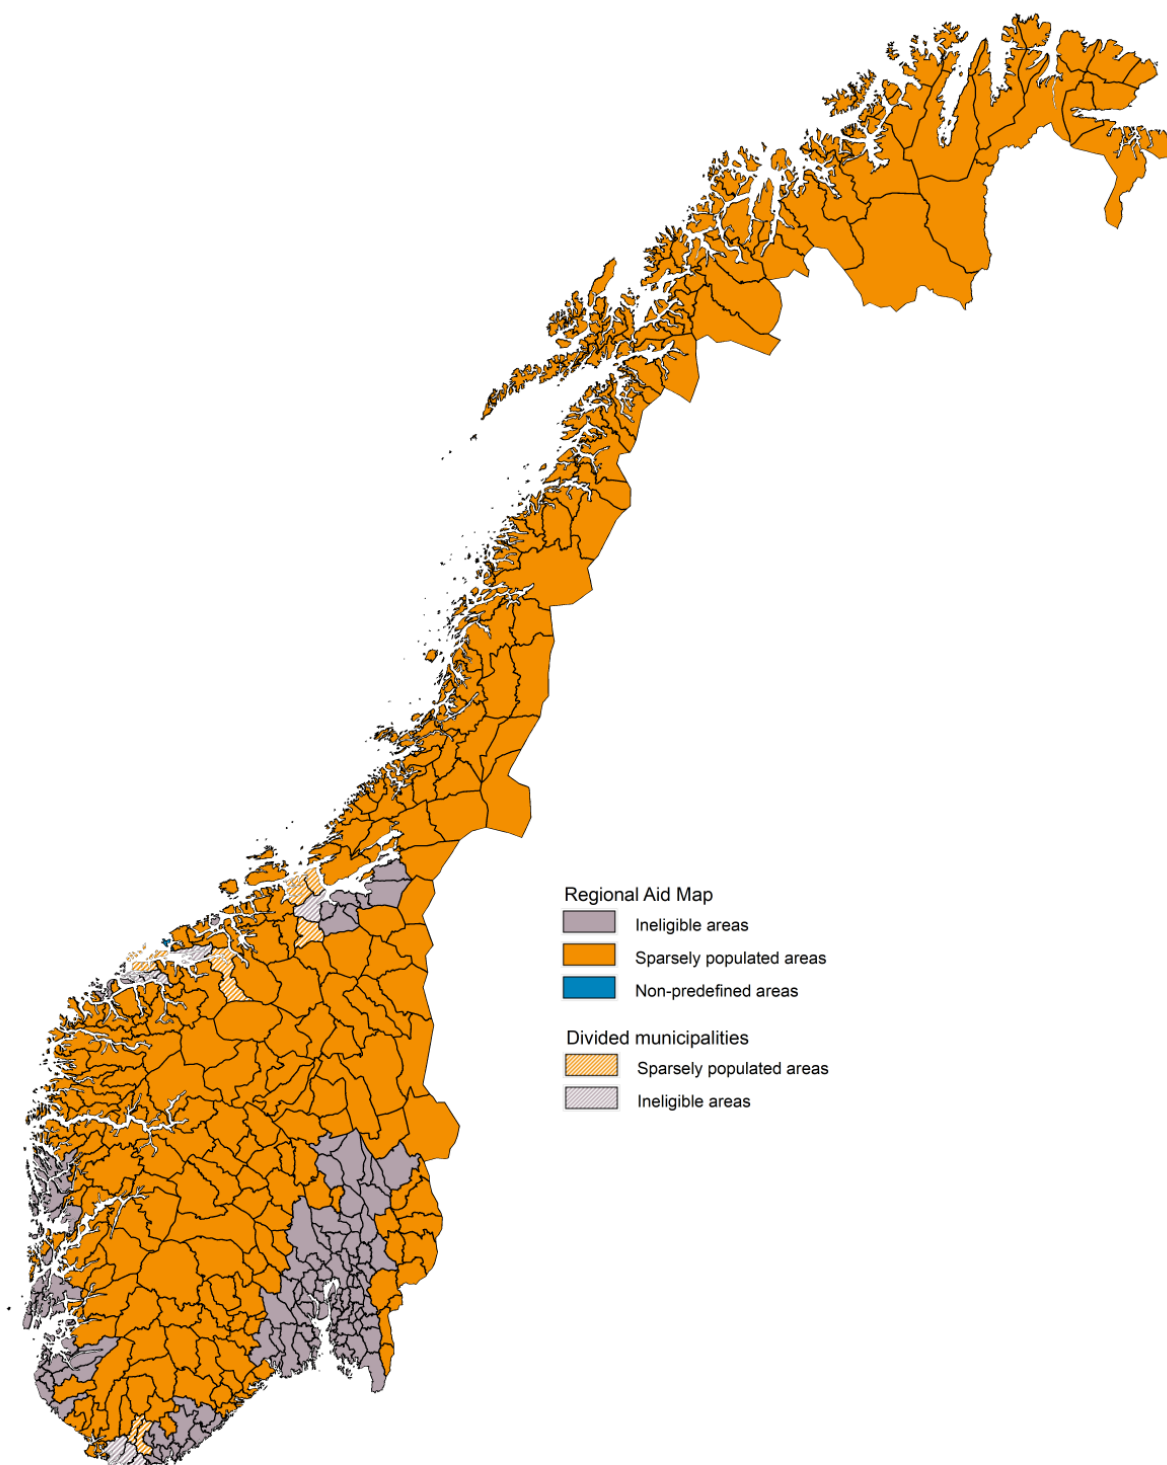 Regional Aid Map
Ineligible areas
Sparsely populated areas
Non-predefined areas
Divided municipalities
Sparsely populated areas
Ineligible areas